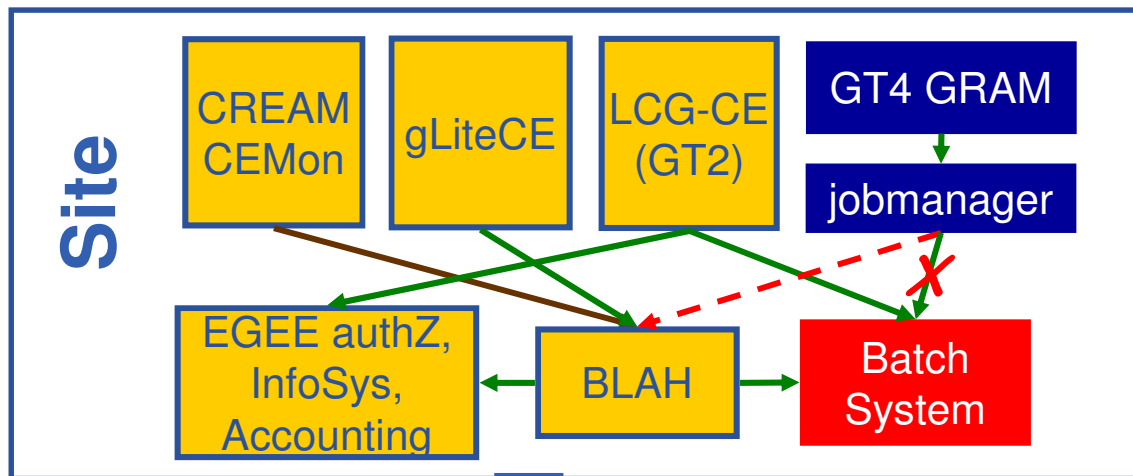 Site
CREAM
CEMon
gLiteCE
LCG-CE
(GT2)
GT4 GRAM
jobmanager
EGEE authZ,
InfoSys,
Accounting
BLAH
Batch
System